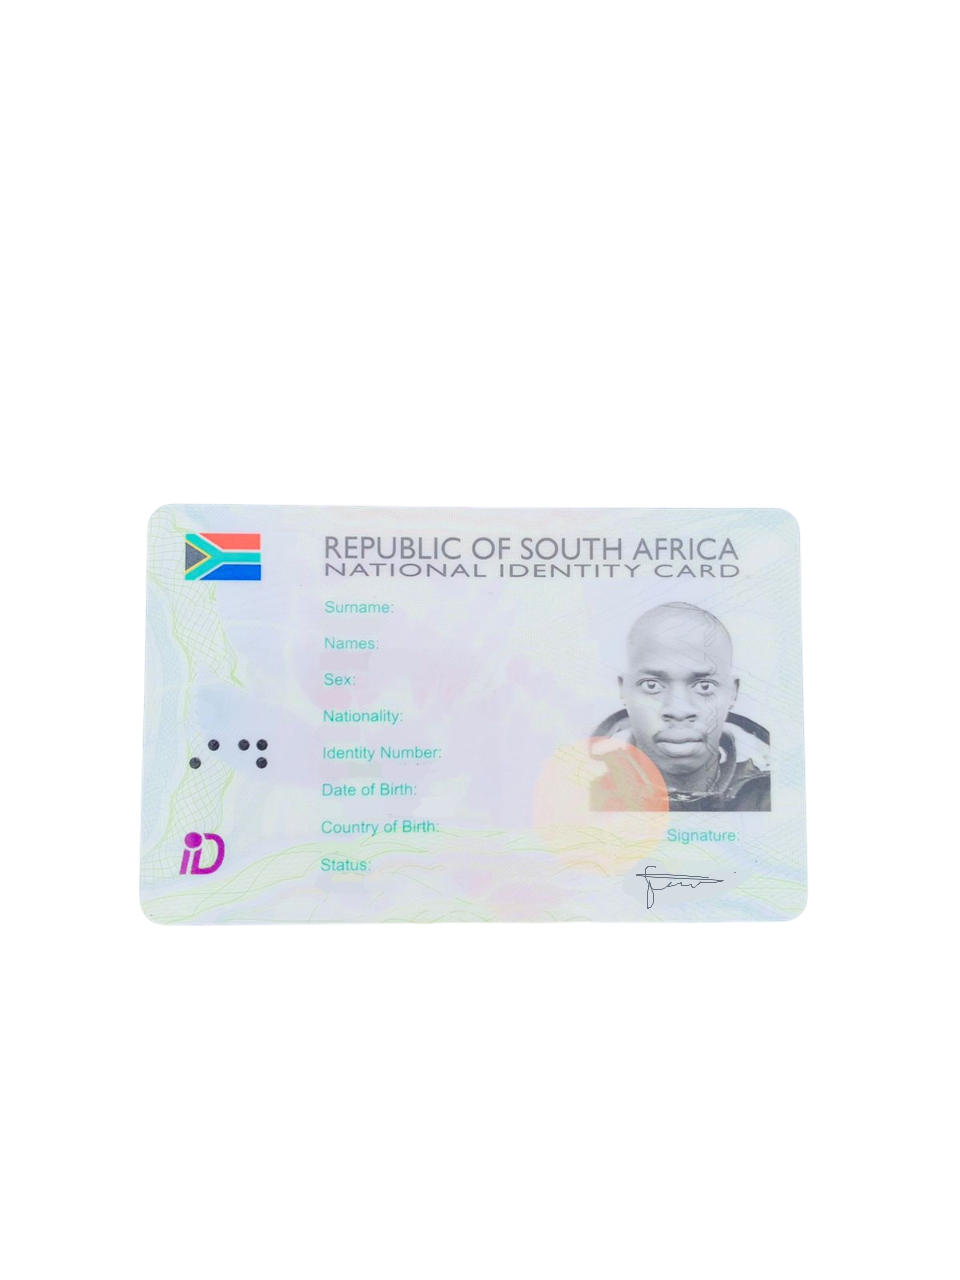 REPUBLIC OF SOUTH AFRICA
NATIONAL IDENTITY CARD
Surname:
Names:
Sex:
Nationality:
Identity Number:
Date of Birth:
Country of Birth:
Status:
Signature:
iD